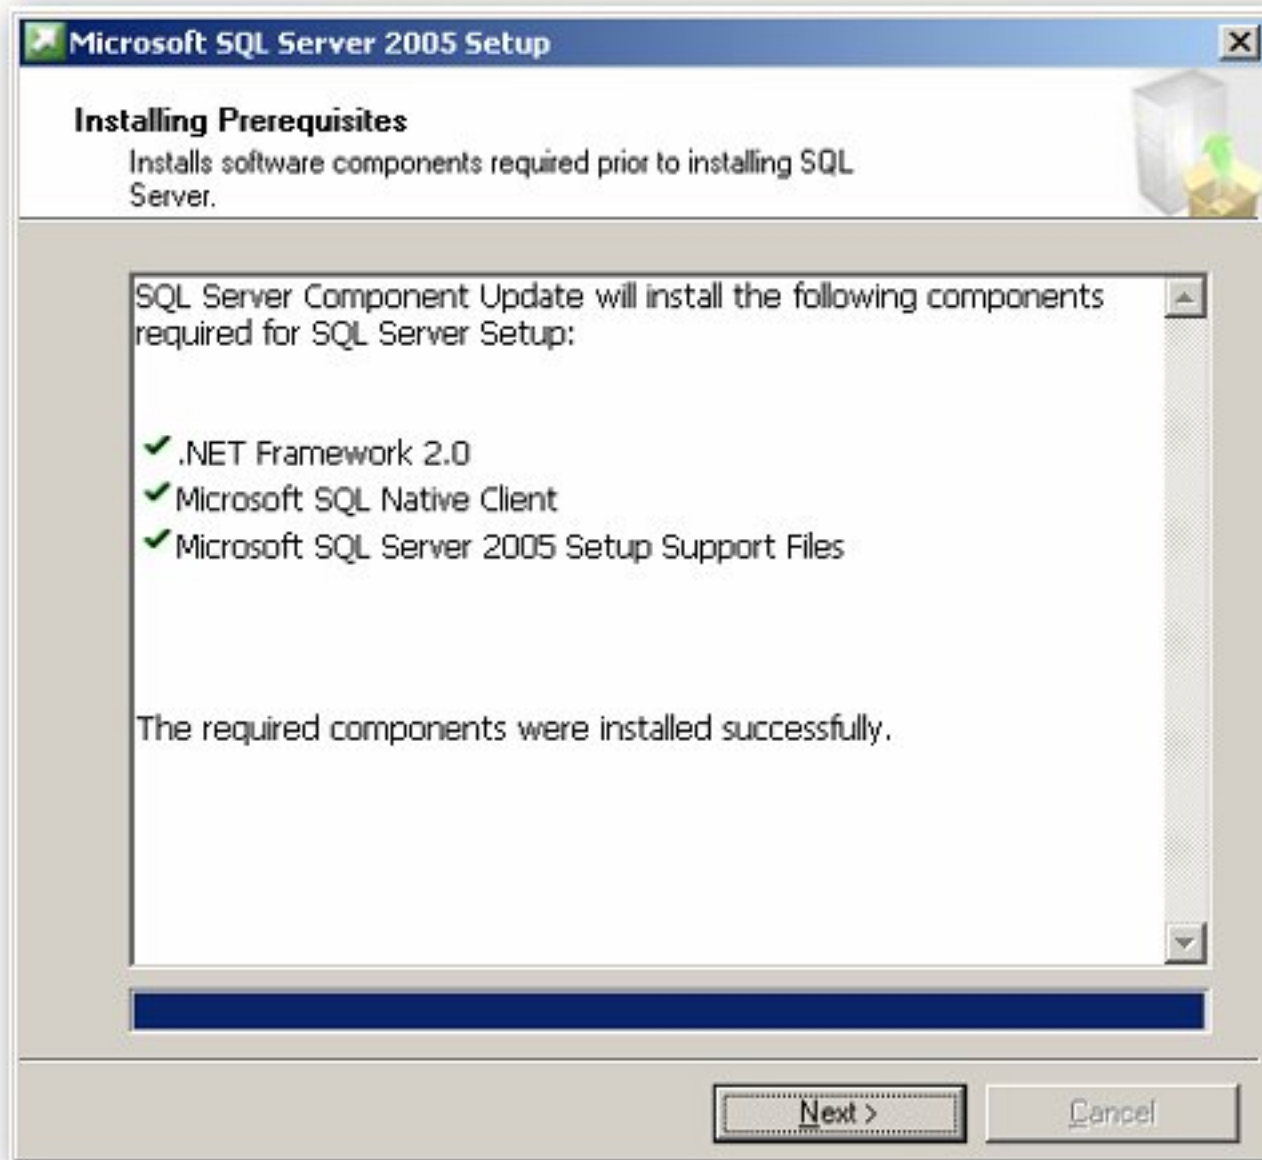 Microsoft SQL Server 2005 Setup
Installing Prerequisites
Installs software components required prior to installing SQL
Server.
SQL Server Component Update will install the following components
required for SQL Server Setup:
.NET Framework 2.0
Microsoft SQL Native Client
Microsoft SQL Server 2005 Setup Support Files
The required components were installed successfully.
Next >
Cancel